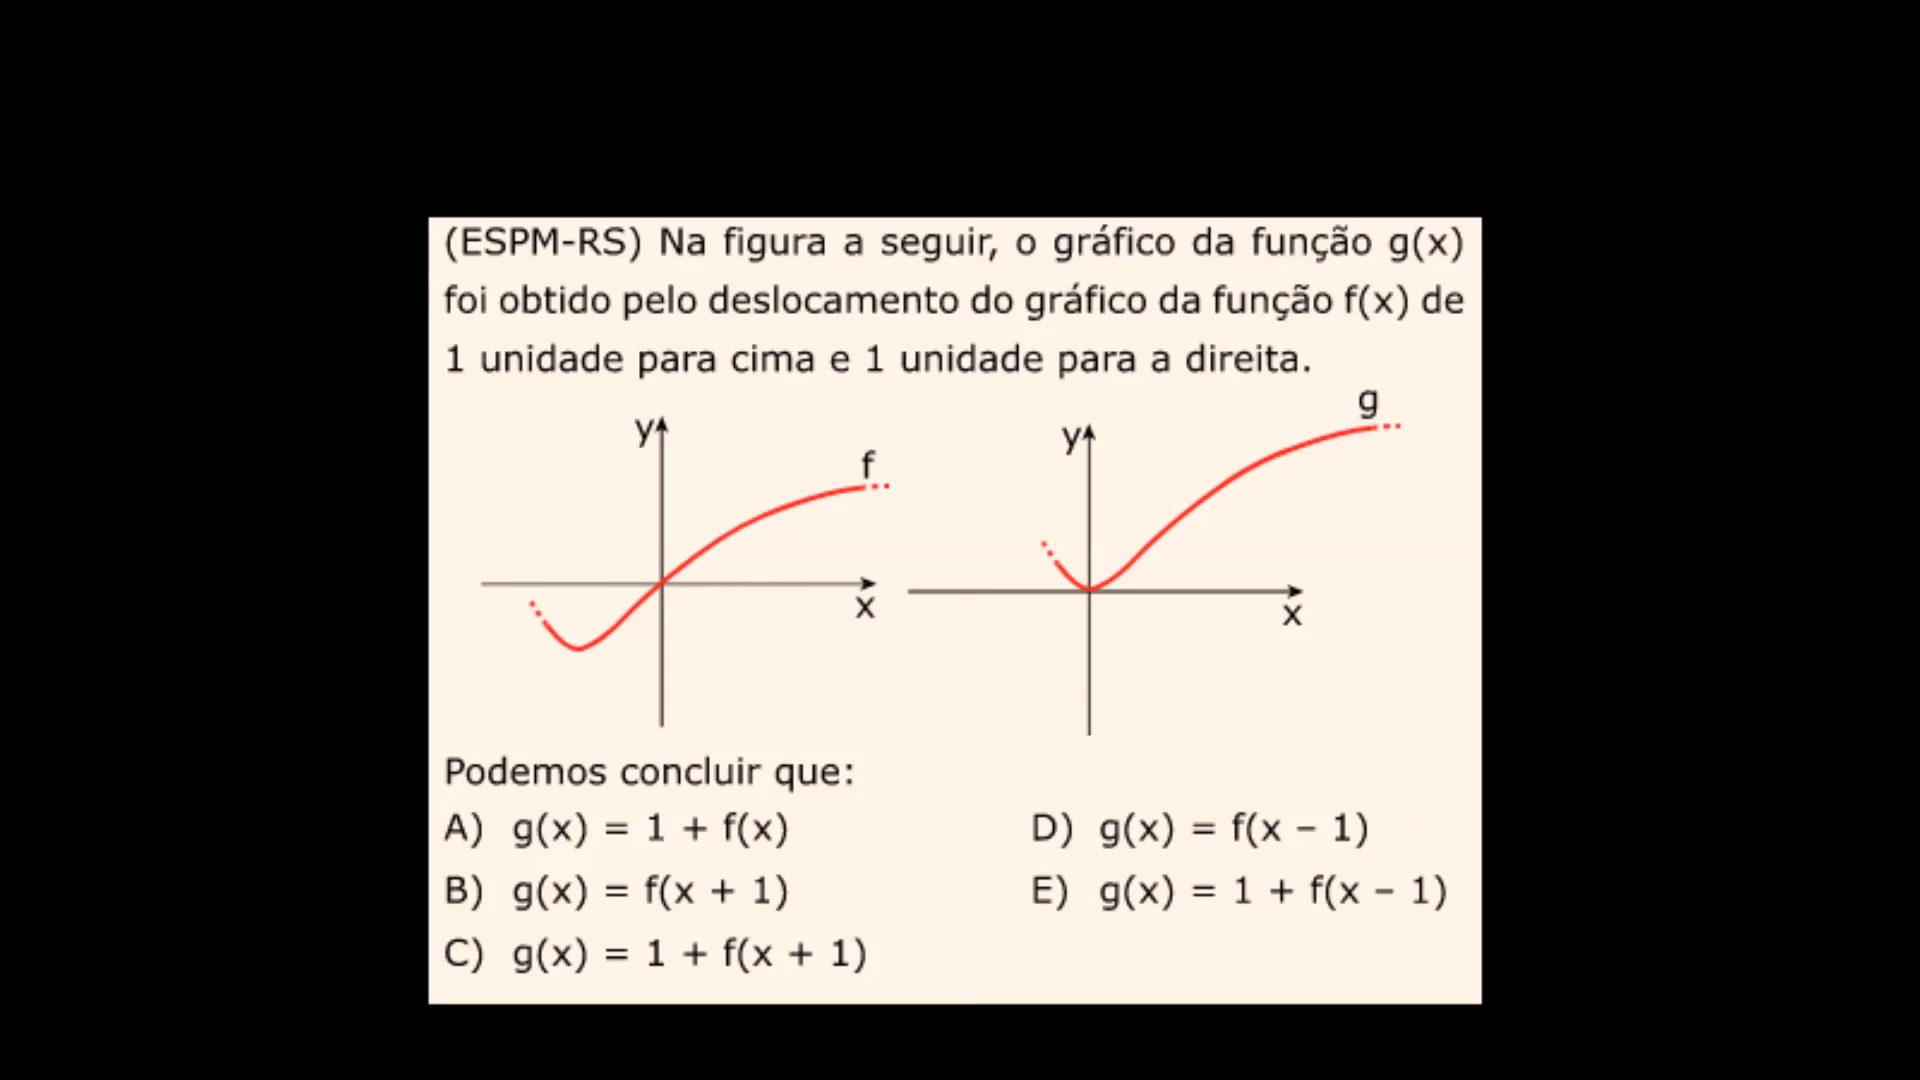 (ESPM-RS) Na figura a seguir, o gráfico da função g(x)
foi obtido pelo deslocamento do gráfico da função f(x) de
1 unidade para cima e 1 unidade para a direita.
y
f
x
y
g
x
Podemos concluir que:
A) g(x) = 1 + f(x)
B) g(x) = f(x + 1)
C) g(x) = 1 + f(x + 1)
D) g(x) = f(x – 1)
E) g(x) = 1 + f(x – 1)